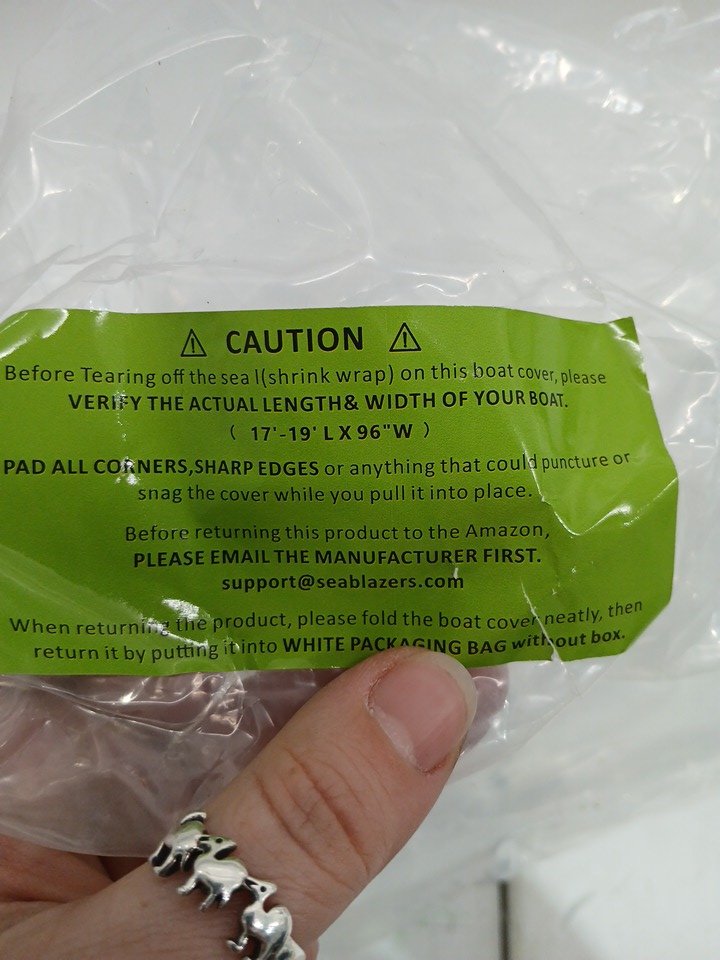 ⚠ CAUTION ⚠
Before Tearing off the sea l(shrink wrap) on this boat cover, please
VERIFY THE ACTUAL LENGTH& WIDTH OF YOUR BOAT.
( 17'-19' L X 96"W )
PAD ALL CORNERS,SHARP EDGES or anything that could puncture or
snag the cover while you pull it into place.
Before returning this product to the Amazon,
PLEASE EMAIL THE MANUFACTURER FIRST.
support@seablazers.com
When returning the product, please fold the boat cover neatly, then
return it by putting it into WHITE PACKAGING BAG without box.